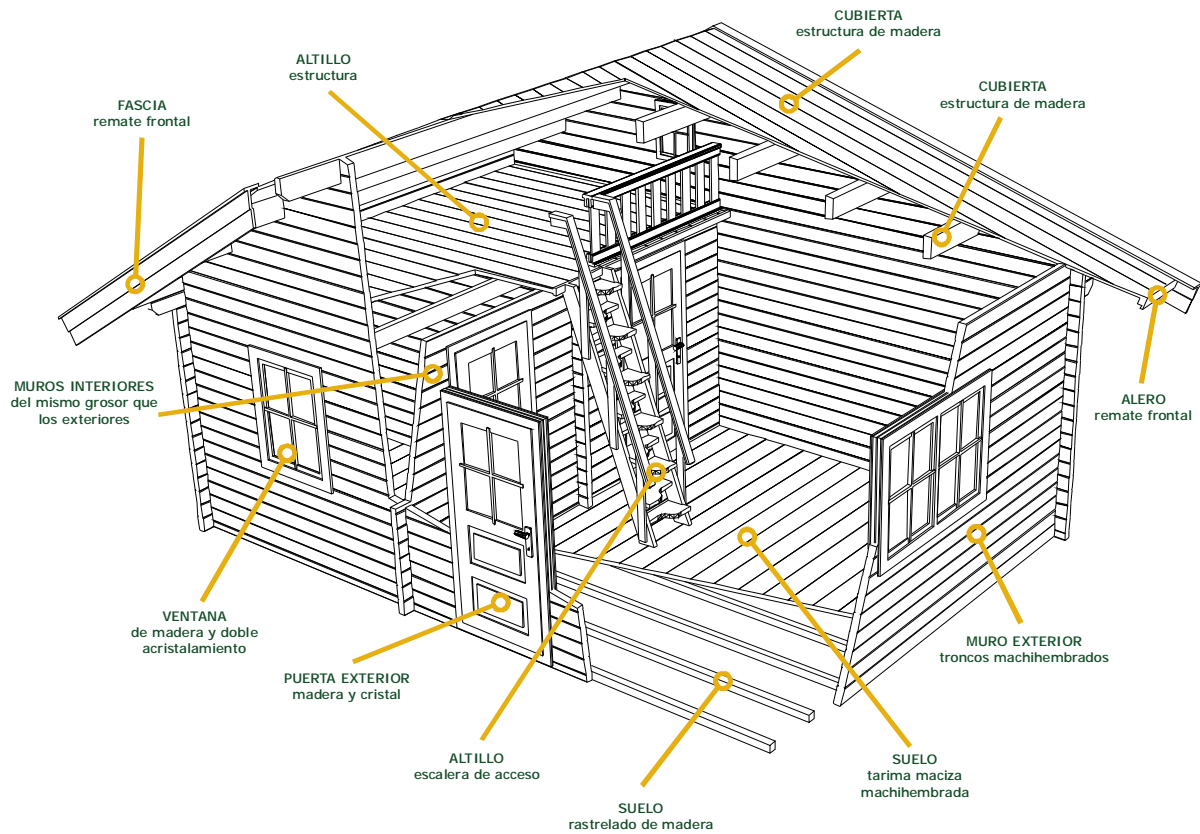 CUBIERTA
estructura de madera
ALTILLO
estructura
CUBIERTA
estructura de madera
FASCIA
remate frontal
MUROS INTERIORES
del mismo grosor que
los exteriores
ALERO
remate frontal
VENTANA
de madera y doble
acristalamiento
MURO EXTERIOR
troncos machihembrados
PUERTA EXTERIOR
madera y cristal
ALTILLO
escalera de acceso
SUELO
tarima maciza
machihembrada
SUELO
rastrelado de madera